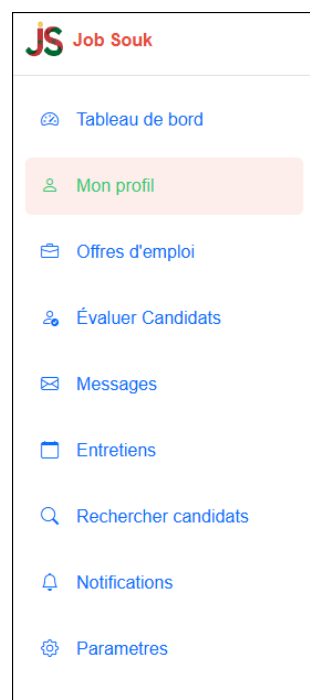 JS Job Souk
Tableau de bord
Mon profil
Offres d'emploi
Évaluer Candidats
Messages
Entretiens
Rechercher candidats
Notifications
Parametres